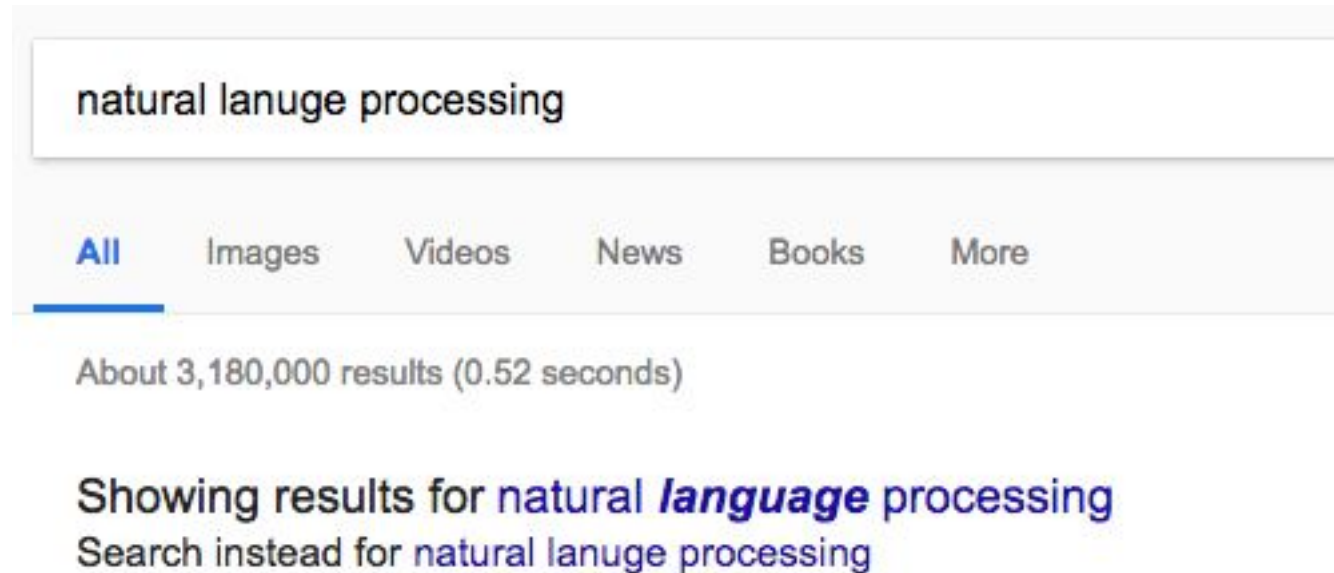 natural lanuge processing
All Images Videos News Books More
About 3,180,000 results (0.52 seconds)
Showing results for natural language processing
Search instead for natural lanuge processing